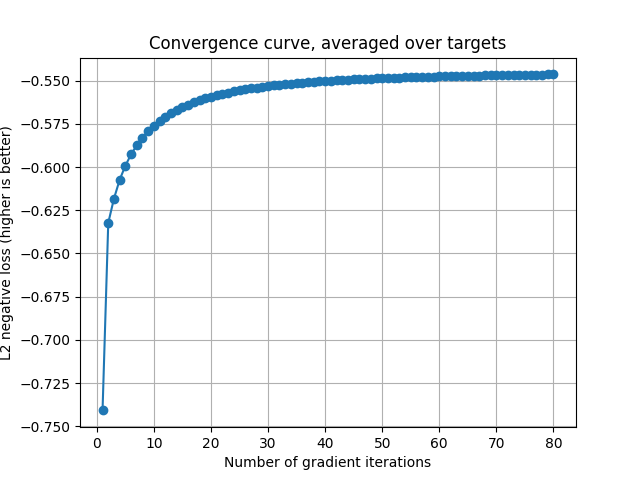 Convergence curve, averaged over targets
L2 negative loss (higher is better)
−0.550
−0.575
−0.600
−0.625
−0.650
−0.675
−0.700
−0.725
−0.750
0 10 20 30 40 50 60 70 80
Number of gradient iterations